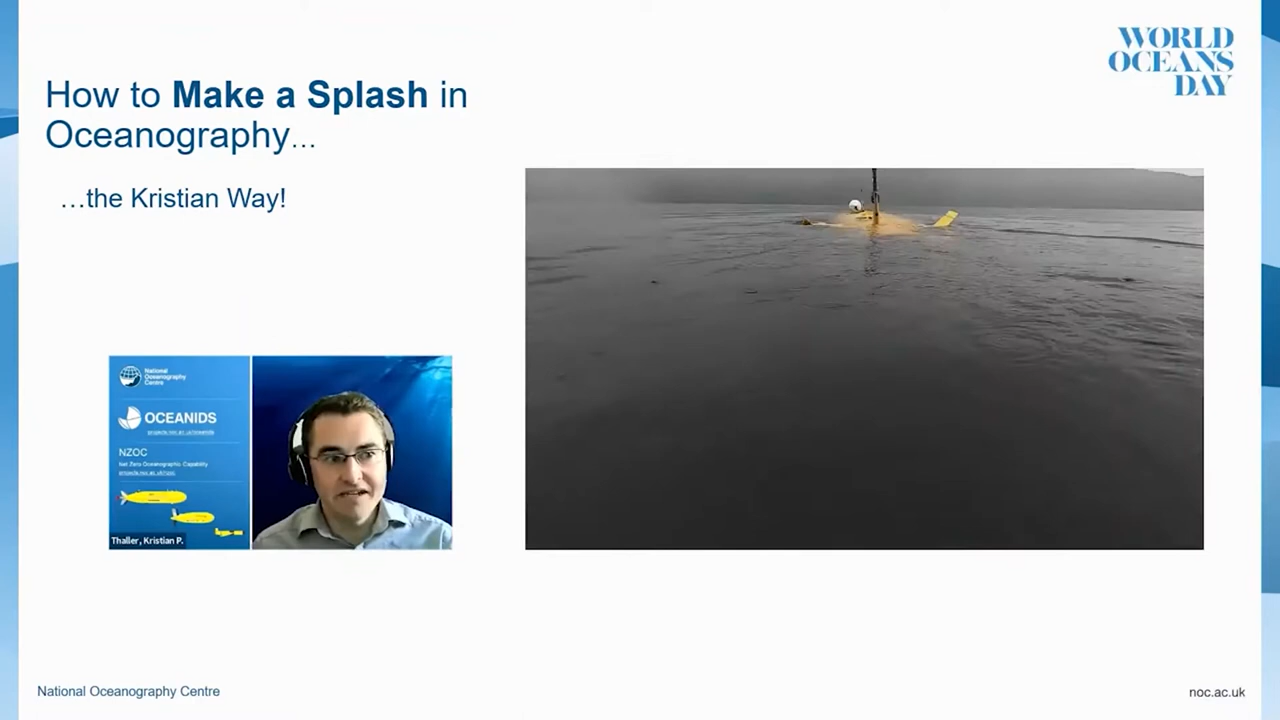 WORLD
OCEANS
DAY
How to Make a Splash in
Oceanography...
...the Kristian Way!
National
Oceanography
Centre
OCEANIDS
NZOC
Net Zero Oceanographic Capability
Thaller, Kristian P.
National Oceanography Centre
noc.ac.uk